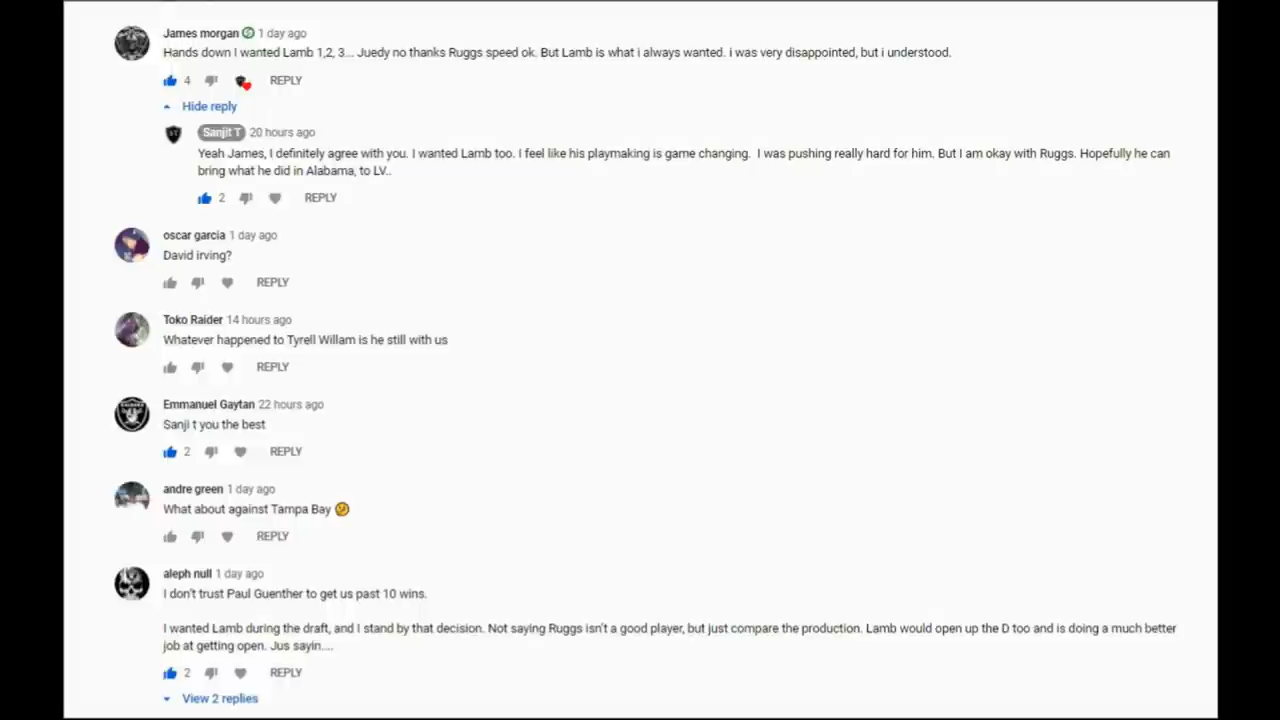 James morgan 1 day ago
Hands down I wanted Lamb 1,2, 3... Juedy no thanks Ruggs speed ok. But Lamb is what i always wanted. i was very disappointed, but i understood.
4 REPLY
Hide reply
Sanjit T 20 hours ago
Yeah James, I definitely agree with you. I wanted Lamb too. I feel like his playmaking is game changing. I was pushing really hard for him. But I am okay with Ruggs. Hopefully he can
bring what he did in Alabama, to LV..
2 REPLY
oscar garcia 1 day ago
David irving?
REPLY
Toko Raider 14 hours ago
Whatever happened to Tyrell Willam is he still with us
REPLY
Emmanuel Gaytan 22 hours ago
Sanji t you the best
2 REPLY
andre green 1 day ago
What about against Tampa Bay
REPLY
aleph null 1 day ago
I don't trust Paul Guenther to get us past 10 wins.
I wanted Lamb during the draft, and I stand by that decision. Not saying Ruggs isn't a good player, but just compare the production. Lamb would open up the D too and is doing a much better
job at getting open. Jus sayin....
2 REPLY
View 2 replies